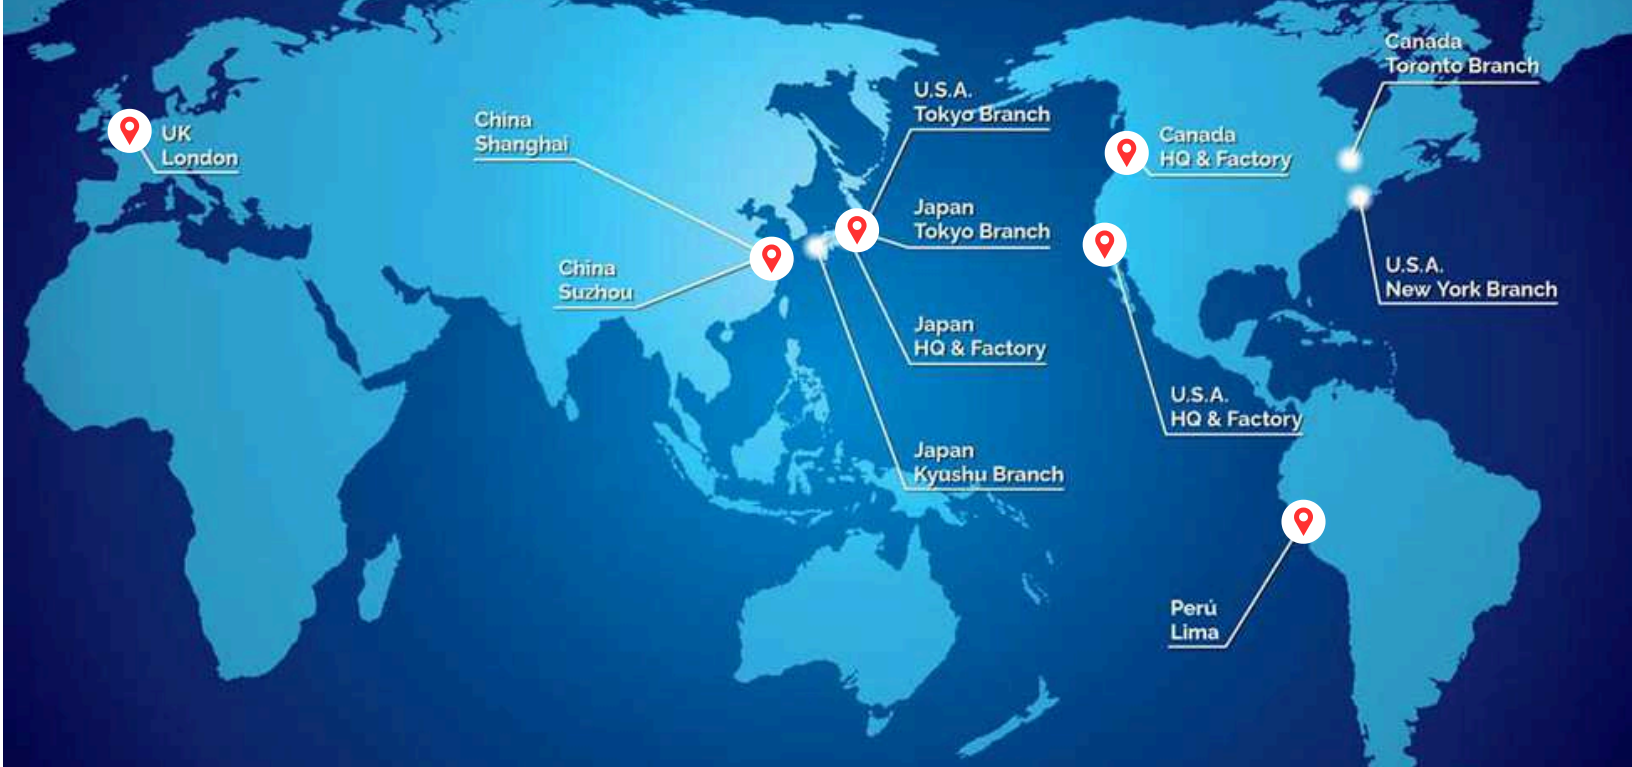 Canada
Toronto Branch
U.S.A.
Tokyo Branch
China
Shanghai
UK
London
Canada
HQ & Factory
Japan
Tokyo Branch
China
Suzhou
U.S.A.
New York Branch
Japan
HQ & Factory
U.S.A.
HQ & Factory
Japan
Kyushu Branch
Perú
Lima